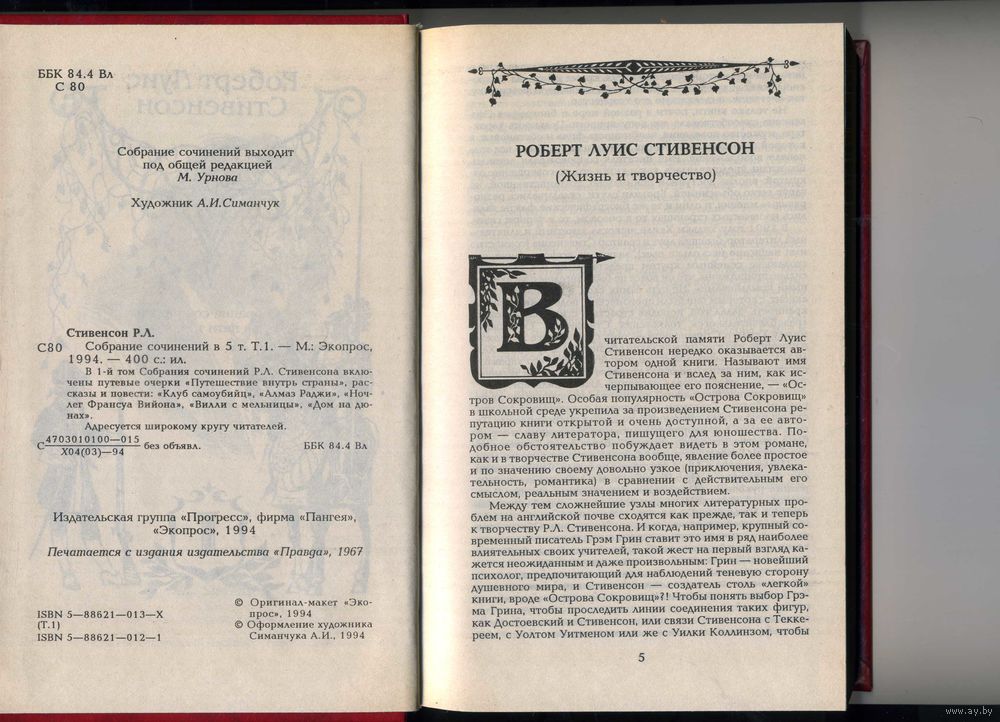 ББК 84.4 Вл
С 80
Собрание сочинений выходит
под общей редакцией
М. Урнова
Художник А.И.Симанчук
Стивенсон Р.Л.
С80 Собрание сочинений в 5 т. Т.1. — М.: Экопрос,
1994. — 400 с.: ил.
В 1-й том Собрания сочинений Р.Л. Стивенсона вклю-
чены путевые очерки «Путешествие внутрь страны», рас-
сказы и повести: «Клуб самоубийц», «Алмаз Раджи», «Ноч-
лег Франсуа Вийона», «Вилли с мельницы», «Дом на дю-
нах».
Адресуется широкому кругу читателей.
С 4703010100—015 без объявл. ББК 84.4 Вл
Х04(03)—94
Издательская группа «Прогресс», фирма «Пангея»,
«Экопрос», 1994
Печатается с издания издательства «Правда», 1967
© Оригинал-макет «Эко-
прос», 1994
© Оформление художника
Симанчука А.И., 1994
ISBN 5—88621—013—X
(Т.1)
ISBN 5—88621—012—1
РОБЕРТ ЛУИС СТИВЕНСОН
(Жизнь и творчество)
В
читательской памяти Роберт Луис
Стивенсон нередко оказывается ав-
тором одной книги. Называют имя
Стивенсона и вслед за ним, как ис-
черпывающее его пояснение, — «Ос-
тров Сокровищ». Особая популярность «Острова Сокровищ»
в школьной среде укрепила за произведением Стивенсона ре-
путацию книги открытой и очень доступной, а за ее авто-
ром — славу литератора, пишущего для юношества. По-
добное обстоятельство побуждает видеть в этом романе,
как и в творчестве Стивенсона вообще, явление более простое
и по значению своему довольно узкое (приключения, увлека-
тельность, романтика) в сравнении с действительным его
смыслом, реальным значением и воздействием.
Между тем сложнейшие узлы многих литературных про-
блем на английской почве сходятся как прежде, так и теперь
к творчеству Р.Л. Стивенсона. И когда, например, крупный со-
временный писатель Грэм Грин ставит это имя в ряд наиболее
влиятельных своих учителей, такой жест на первый взгляд ка-
жется неожиданным и даже произвольным: Грин — новейший
психолог, предпочитающий для наблюдений теневую сторону
душевного мира, и Стивенсон — создатель столь «легкой»
книги, вроде «Острова Сокровищ»?! Чтобы понять выбор Грэ-
ма Грина, чтобы проследить линии соединения таких фигур,
как Достоевский и Стивенсон, или связи Стивенсона с Текке-
реем, с Уолтом Уитменом или же с Уилки Коллинзом, чтобы
5
www.ay.by